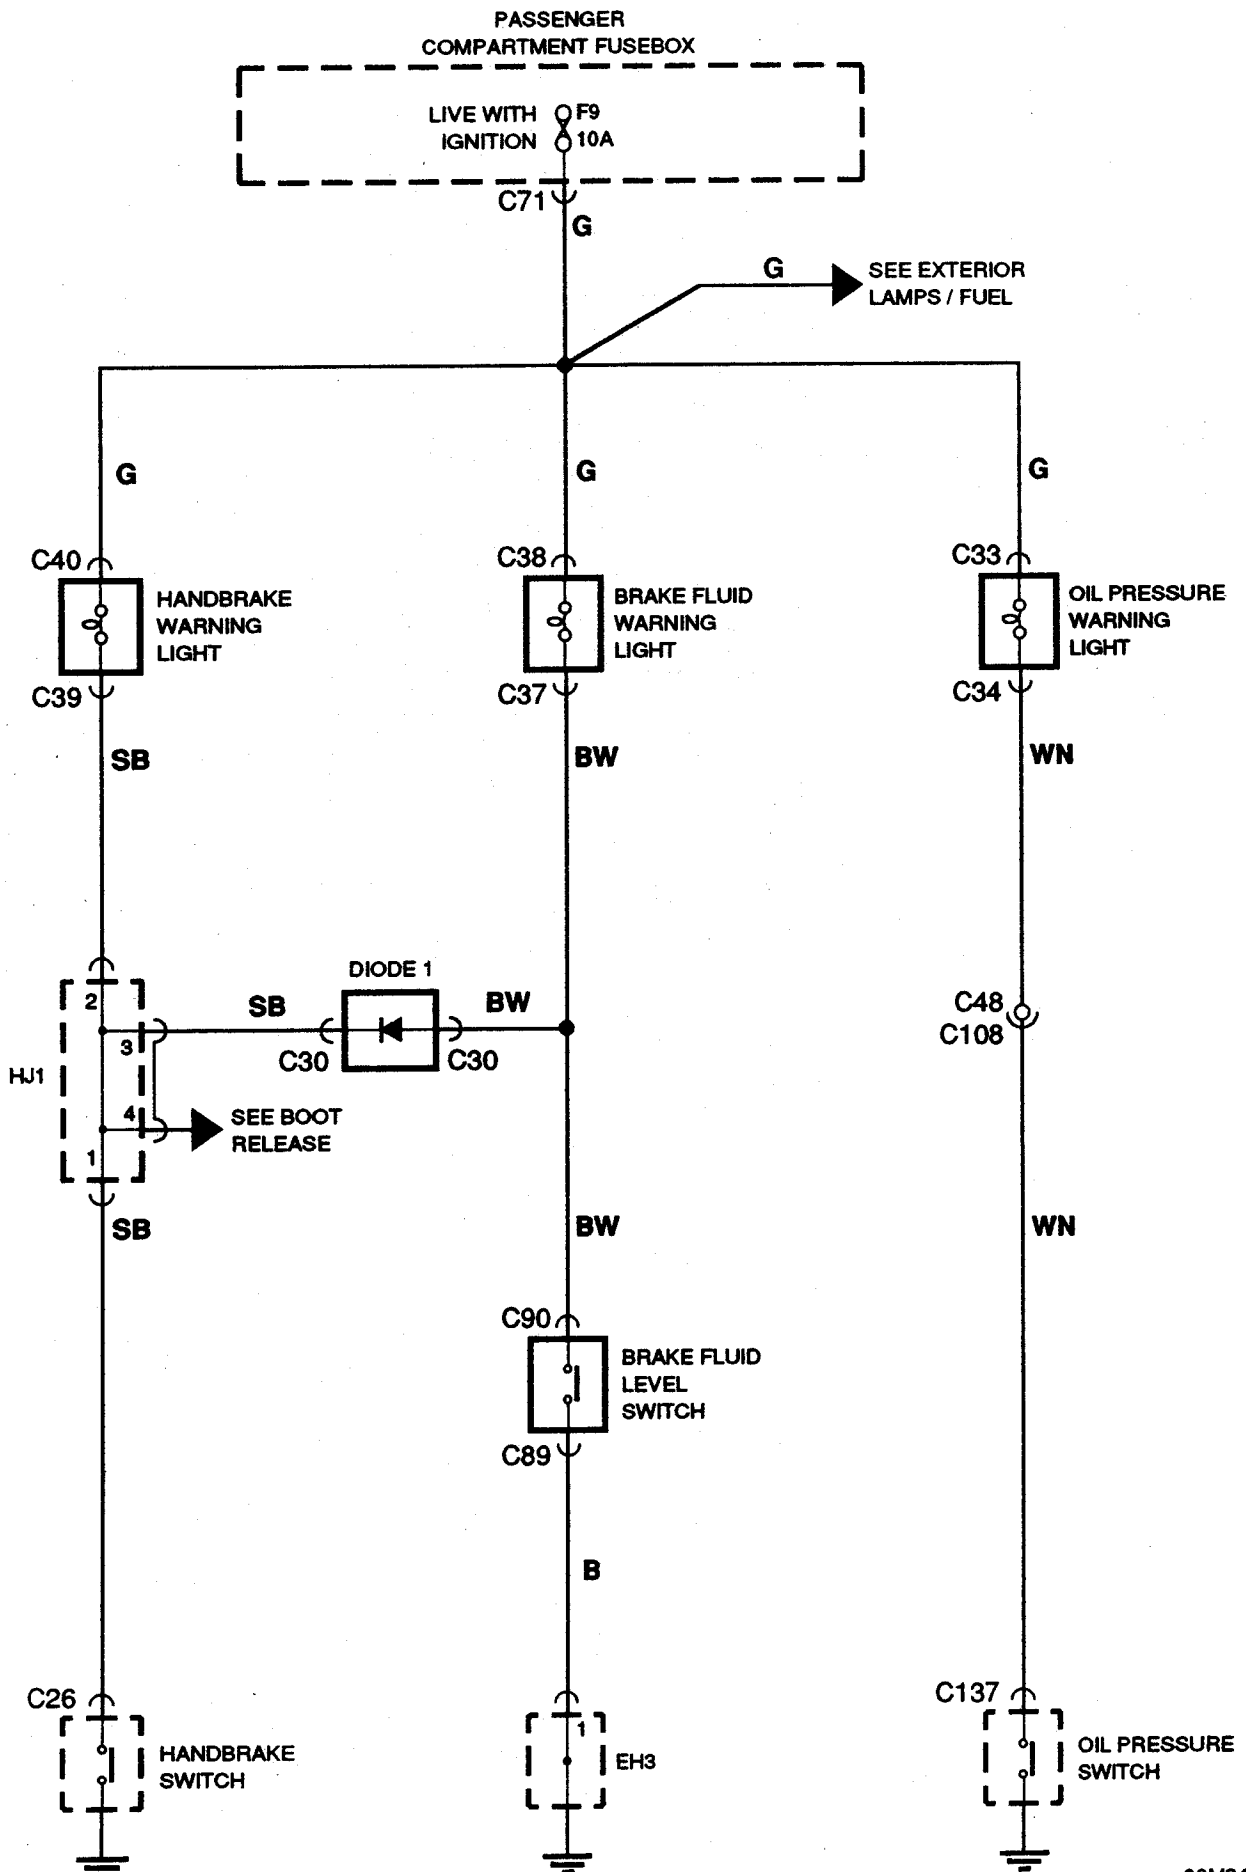 PASSENGER
COMPARTMENT FUSEBOX
LIVE WITH
IGNITION
F9
10A
C71
G
G
SEE EXTERIOR
LAMPS / FUEL
G
G
G
C40
C38
C33
HANDBRAKE
WARNING
LIGHT
BRAKE FLUID
WARNING
LIGHT
OIL PRESSURE
WARNING
LIGHT
C39
C37
C34
SB
BW
WN
DIODE 1
2
SB
BW
C48
C108
3
C30
C30
HJ1
4
SEE BOOT
RELEASE
1
SB
BW
WN
C90
BRAKE FLUID
LEVEL
SWITCH
C89
B
C26
C137
1
HANDBRAKE
SWITCH
EH3
OIL PRESSURE
SWITCH